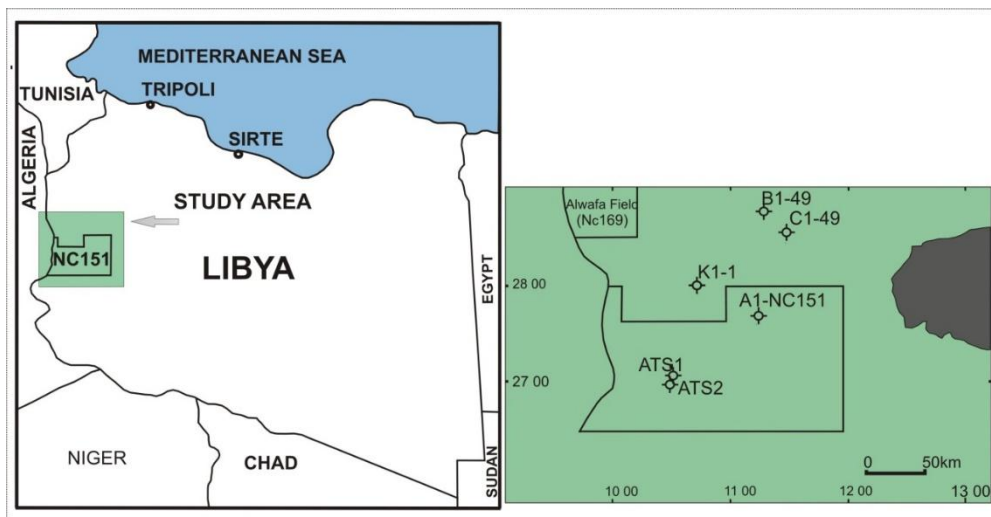 MEDITERRANEAN SEA
TUNISIA
TRIPOLI
SIRTE
ALGERIA
STUDY AREA
NC151
LIBYA
EGYPT
NIGER
CHAD
SUDAN
Alwafa Field
(Nc169)
B1-49
C1-49
28 00
K1-1
A1-NC151
27 00
ATS1
ATS2
0 50km
10 00 11 00 12 00 13 00